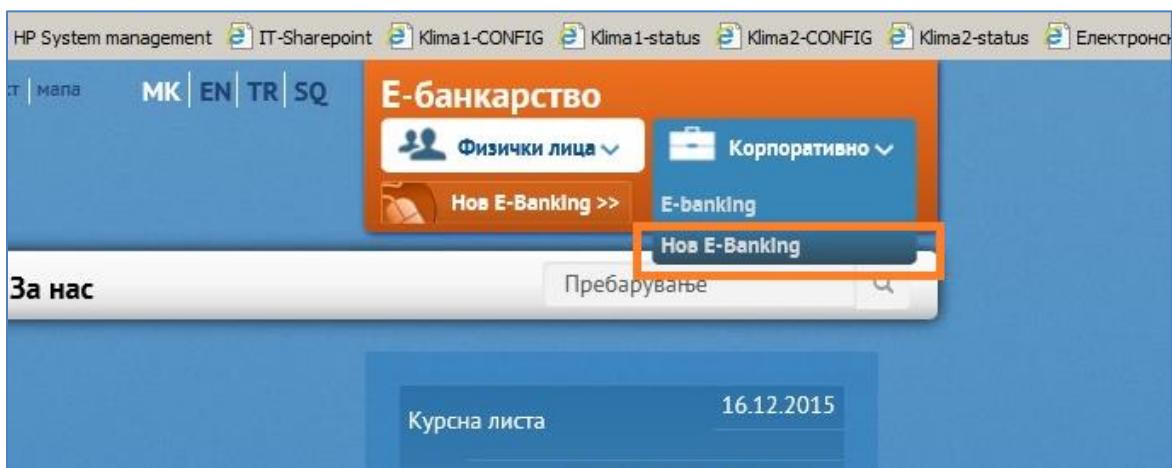 HP System management IT-Sharepoint Klima1-CONFIG Klima1-status Klima2-CONFIG Klima2-status Електронск
кт мапа MK EN TR SQ
Е-банкарство
Физички лица Корпоративно
Нов E-Banking >> E-banking
Нов E-Banking
За нас Пребарување
Курсна листа 16.12.2015